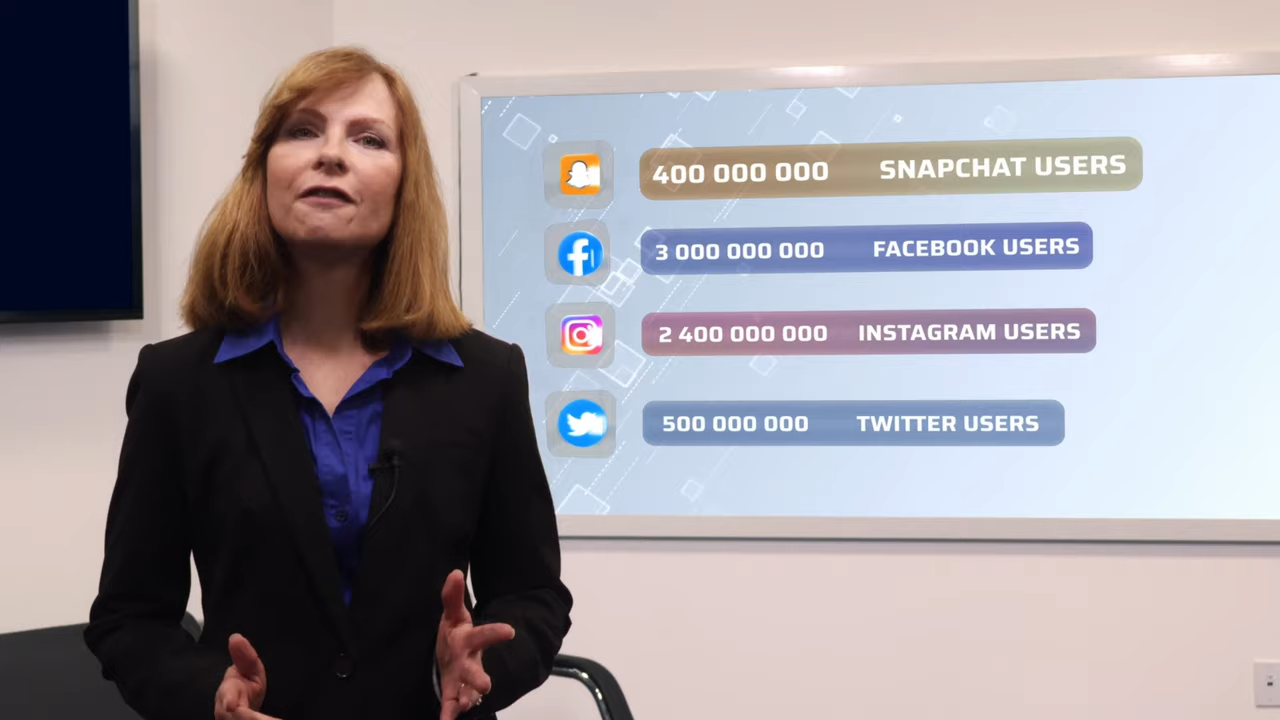 400 000 000 SNAPCHAT USERS
3 000 000 000 FACEBOOK USERS
2 400 000 000 INSTAGRAM USERS
500 000 000 TWITTER USERS